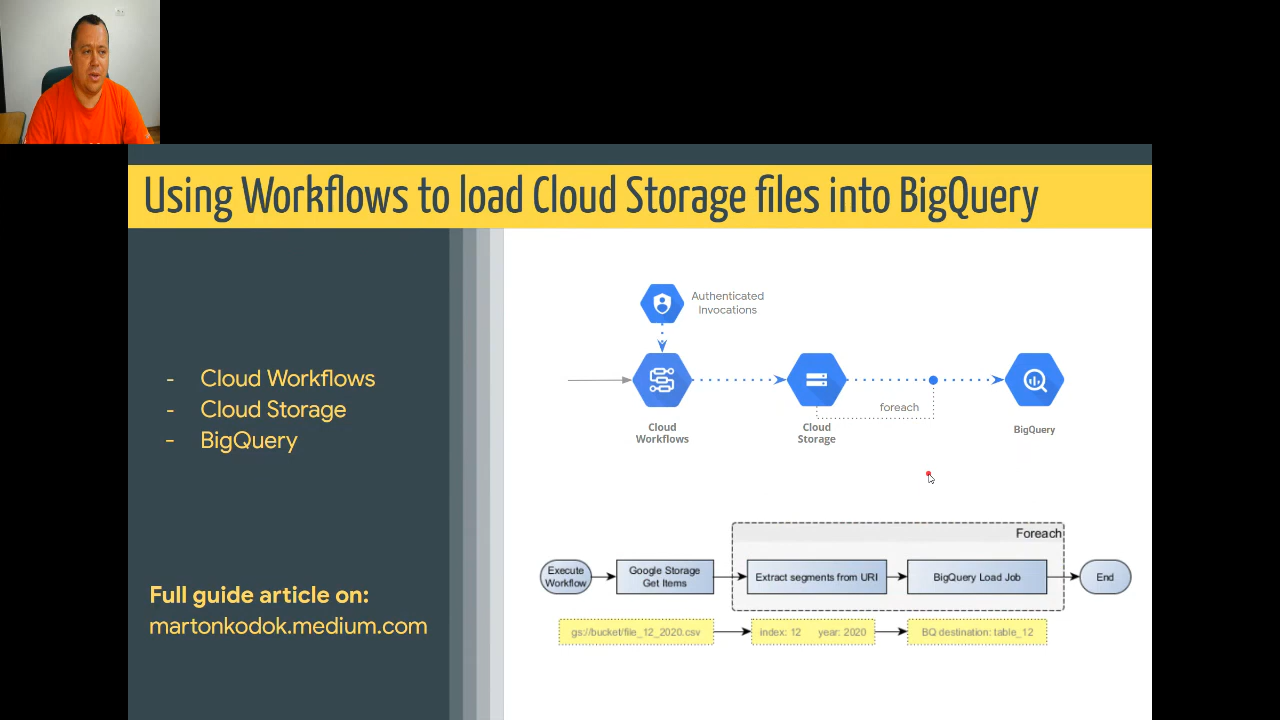 Using Workflows to load Cloud Storage files into BigQuery
- Cloud Workflows
- Cloud Storage
- BigQuery
Full guide article on:
martonkodok.medium.com
Authenticated
Invocations
foreach
Cloud
Workflows
Cloud
Storage
BigQuery
Foreach
Execute
Workflow
Google Storage
Get Items
Extract segments from URI
BigQuery Load Job
End
gs://bucket/file_12_2020.csv
index: 12 year: 2020
BQ destination: table_12